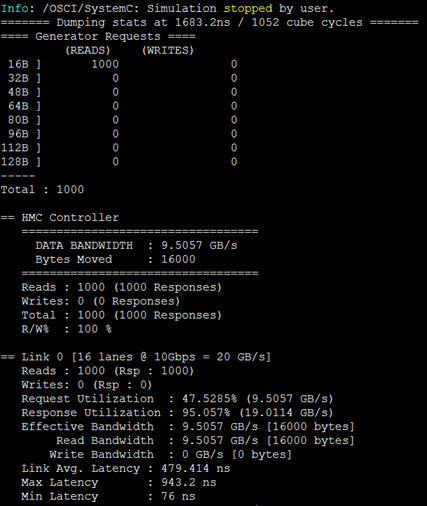 Info: /OSCI/SystemC: Simulation stopped by user.
======= Dumping stats at 1683.2ns / 1052 cube cycles =======
==== Generator Requests ====
(READS) (WRITES)
16B ] 1000 0
32B ] 0 0
48B ] 0 0
64B ] 0 0
80B ] 0 0
96B ] 0 0
112B ] 0 0
128B ] 0 0
-----
Total : 1000
== HMC Controller
==================================
DATA BANDWIDTH : 9.5057 GB/s
Bytes Moved : 16000
==================================
Reads : 1000 (1000 Responses)
Writes: 0 (0 Responses)
Total : 1000 (1000 Responses)
R/W% : 100 %
== Link 0 [16 lanes @ 10Gbps = 20 GB/s]
Reads : 1000 (Rsp : 1000)
Writes: 0 (Rsp : 0)
Request Utilization : 47.5285% (9.5057 GB/s)
Response Utilization : 95.057% (19.0114 GB/s)
Effective Bandwidth : 9.5057 GB/s [16000 bytes]
Read Bandwidth : 9.5057 GB/s [16000 bytes]
Write Bandwidth : 0 GB/s [0 bytes]
Link Avg. Latency : 479.414 ns
Max Latency : 943.2 ns
Min Latency : 76 ns